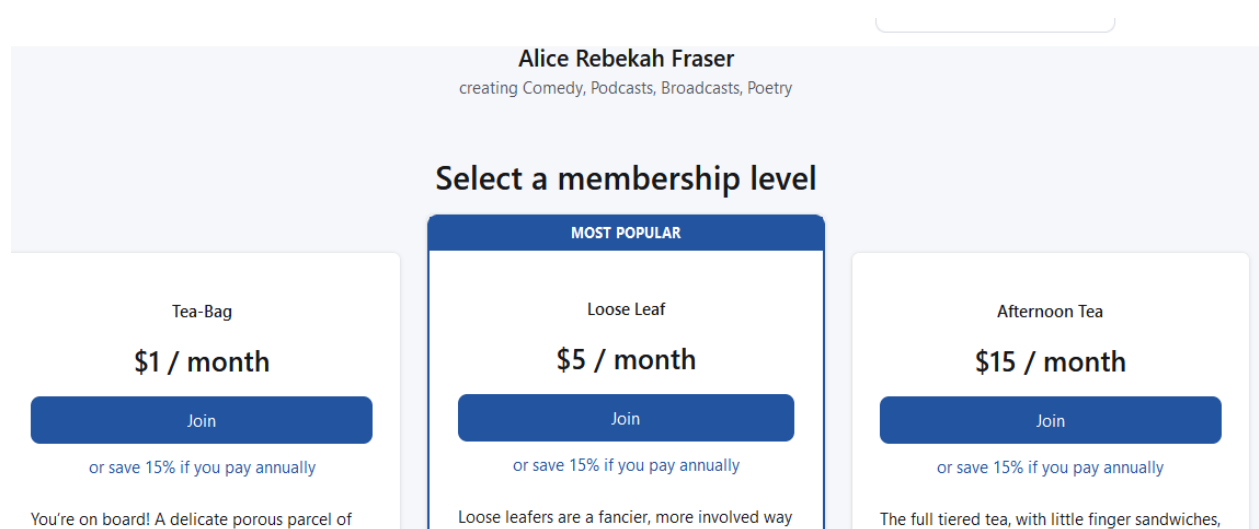 Alice Rebekah Fraser
creating Comedy, Podcasts, Broadcasts, Poetry
Select a membership level
Tea-Bag
$1 / month
Join
or save 15% if you pay annually
You're on board! A delicate porous parcel of
MOST POPULAR
Loose Leaf
$5 / month
Join
or save 15% if you pay annually
Loose leafers are a fancier, more involved way
Afternoon Tea
$15 / month
Join
or save 15% if you pay annually
The full tiered tea, with little finger sandwiches,